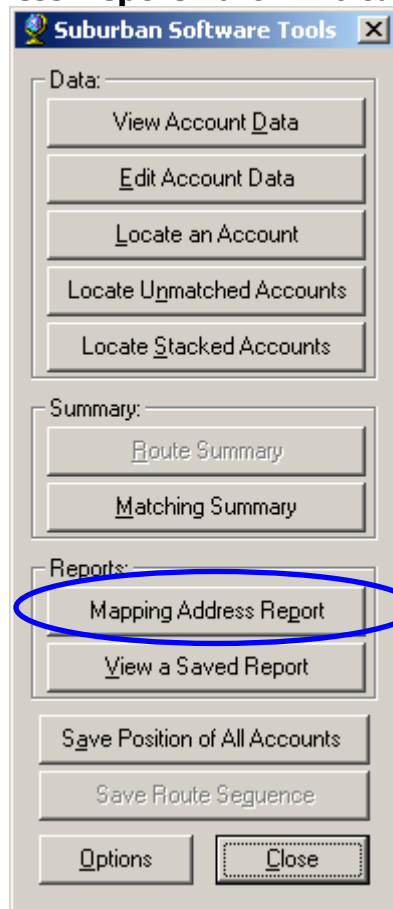 Suburban Software Tools
Data:
View Account Data
Edit Account Data
Locate an Account
Locate Unmatched Accounts
Locate Stacked Accounts
Summary:
Route Summary
Matching Summary
Reports:
Mapping Address Report
View a Saved Report
Save Position of All Accounts
Save Route Sequence
Options
Close